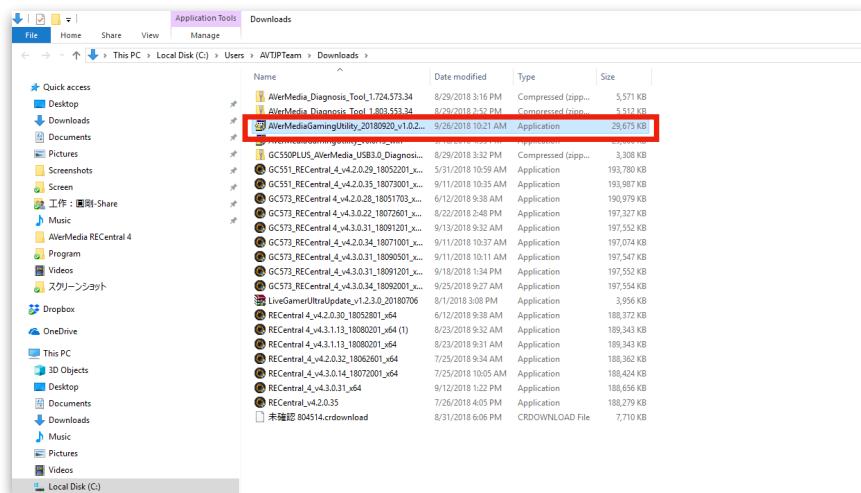 Application Tools Downloads
File Home Share View Manage
This PC > Local Disk (C:) > Users > AVTJPTeam > Downloads >
Name Date modified Type Size
Quick access
Desktop
Downloads
Documents
Pictures
Screenshots
Screen
工作：圓剛-Share
Music
AVerMedia RECentral 4
Program
Videos
スクリーンショット
Dropbox
OneDrive
This PC
3D Objects
Desktop
Documents
Downloads
Music
Pictures
Videos
Local Disk (C:)
AVerMedia_Diagnosis_Tool_1.724.573.34 8/29/2018 3:16 PM Compressed (zipp... 5,571 KB
AVerMedia_Diagnosis_Tool_1.803.553.34 8/29/2018 2:52 PM Compressed (zipp... 5,512 KB
AVerMediaGamingUtility_20180920_v1.0.2... 9/26/2018 10:21 AM Application 29,675 KB
GC550PLUS_AVerMedia_USB3.0_Diagnosi... 8/29/2018 3:32 PM Compressed (zipp... 3,308 KB
GC551_RECentral_4_v4.2.0.29_18052201_x... 5/31/2018 10:59 AM Application 193,780 KB
GC551_RECentral_4_v4.2.0.35_18073001_x... 9/11/2018 10:35 AM Application 193,987 KB
GC573_RECentral 4_v4.2.0.28_18051703_x... 6/12/2018 9:38 AM Application 190,979 KB
GC573_RECentral_4_v4.3.0.22_18072601_x... 8/22/2018 2:48 PM Application 197,327 KB
GC573_RECentral_4_v4.3.0.31_18091201_x... 9/13/2018 9:32 AM Application 197,552 KB
GC573_RECentral_4_v4.2.0.34_18071001_x... 9/11/2018 10:37 AM Application 197,074 KB
GC573_RECentral_4_v4.3.0.31_18090501_x... 9/11/2018 10:11 AM Application 197,547 KB
GC573_RECentral_4_v4.3.0.31_18091201_x... 9/18/2018 1:34 PM Application 197,552 KB
GC573_RECentral_4_v4.3.0.34_18092001_x... 9/25/2018 9:27 AM Application 197,554 KB
LiveGamerUltraUpdate_v1.2.3.0_20180706 8/1/2018 3:08 PM Application 3,956 KB
RECentral 4_v4.2.0.30_18052801_x64 6/12/2018 9:38 AM Application 188,372 KB
RECentral 4_v4.3.1.13_18080201_x64 (1) 8/23/2018 9:32 AM Application 189,343 KB
RECentral 4_v4.3.1.13_18080201_x64 8/23/2018 9:31 AM Application 189,343 KB
RECentral_4_v4.2.0.32_18062601_x64 7/25/2018 9:34 AM Application 188,362 KB
RECentral_4_v4.3.0.14_18072001_x64 7/25/2018 10:05 AM Application 188,424 KB
RECentral_4_v4.3.0.31_x64 9/12/2018 1:22 PM Application 188,656 KB
RECentral_v4.2.0.35 7/26/2018 4:05 PM Application 188,279 KB
未確認 804514.crdownload 8/31/2018 6:06 PM CRDOWNLOAD File 7,710 KB